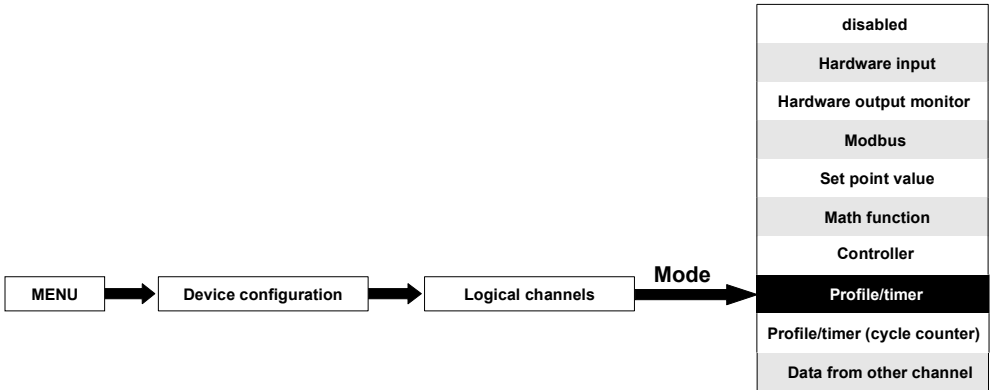 disabled
Hardware input
Hardware output monitor
Modbus
Set point value
Math function
Controller
MENU
Device configuration
Logical channels
Mode
Profile/timer
Profile/timer (cycle counter)
Data from other channel